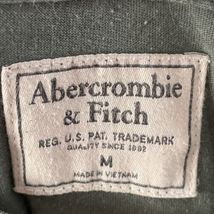 Abercrombie
& Fitch
REG. U.S. PAT. TRADEMARK
QUALITY SINCE 1892
M
MADE IN VIETNAM